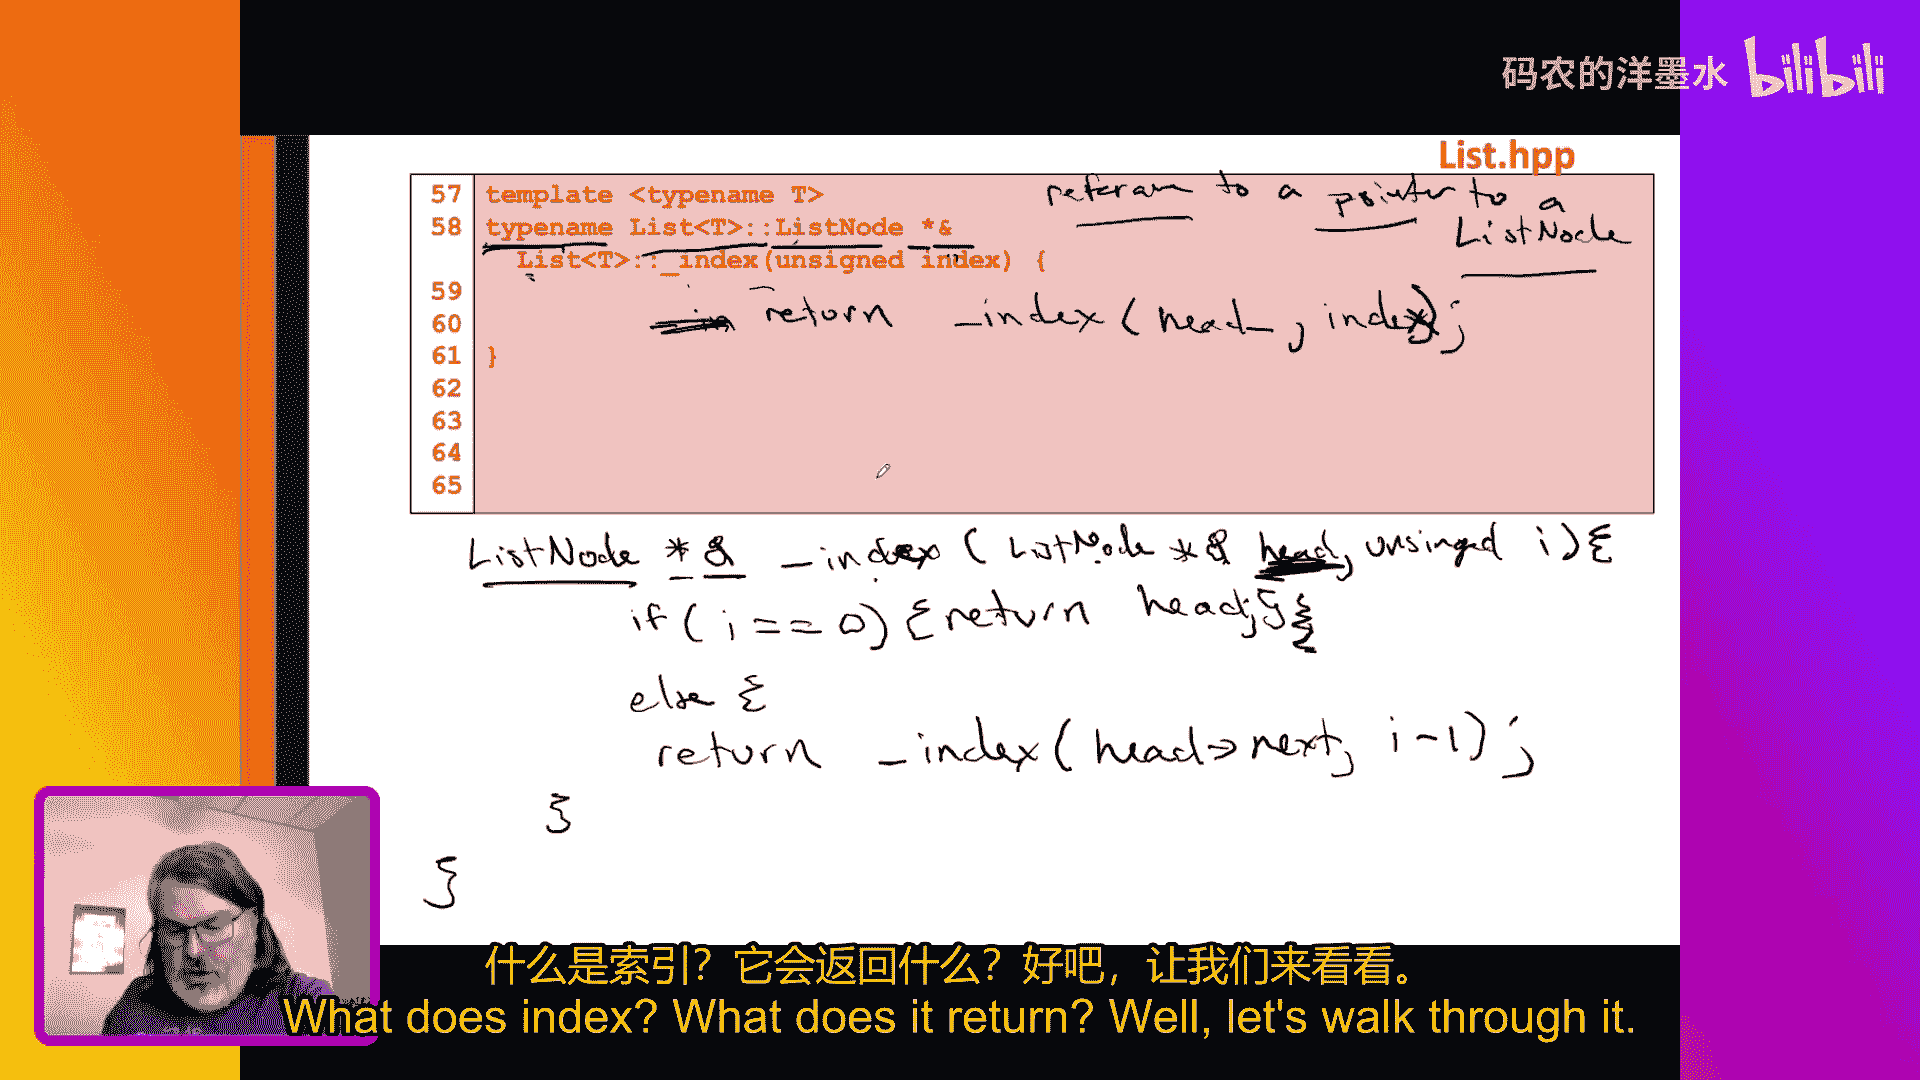 码农的洋墨水 bilibili
List.hpp
57 template <typename T>
58 typename List<T>::ListNode *&
List<T>::_index(unsigned index) {
59
60
61 }
62
63
64
65
referan to a pointer to a
ListNode
return _index(head_, index);
ListNode *& _index(ListNode *& head, unsinged i){
if(i==0){return head;}
else {
return _index(head->next, i-1);
}
}
什么是索引？它会返回什么？好吧，让我们来看看。
What does index? What does it return? Well, let's walk through it.